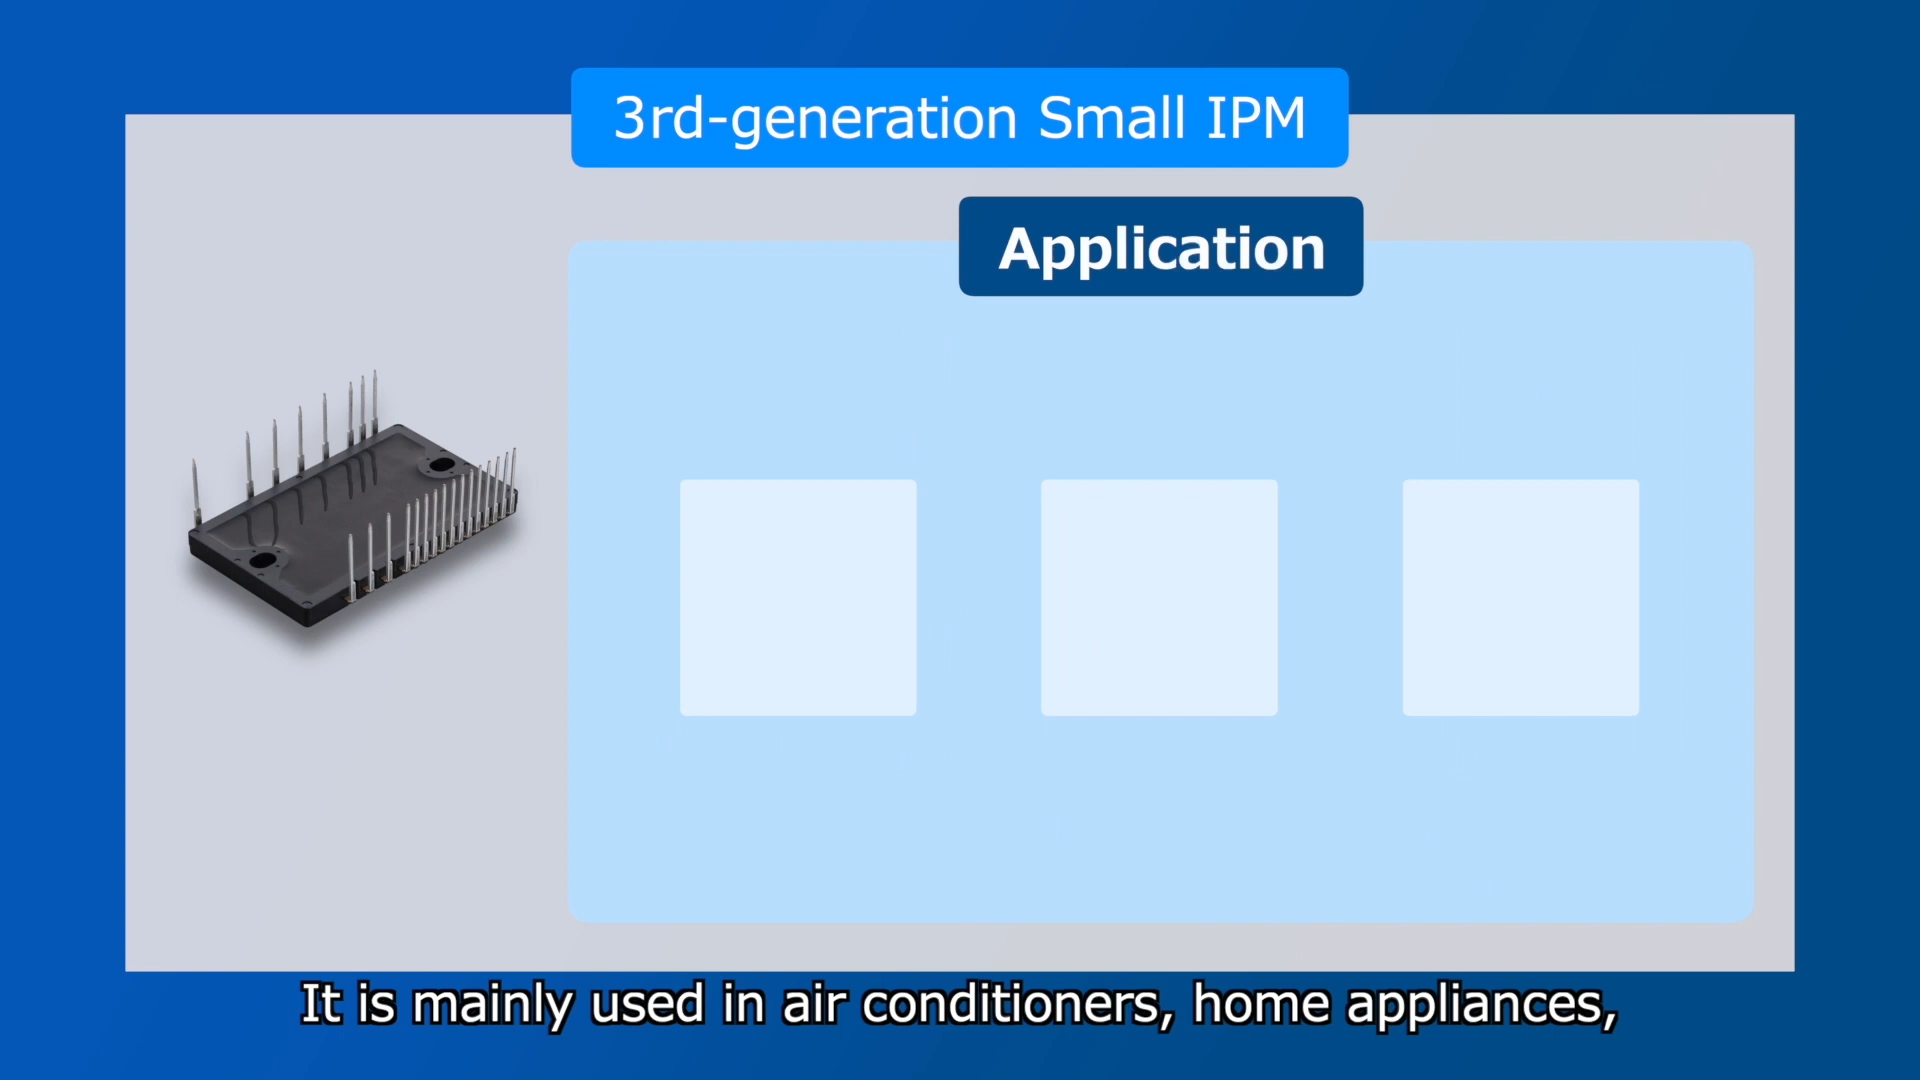 3rd-generation Small IPM
Application
It is mainly used in air conditioners, home appliances,